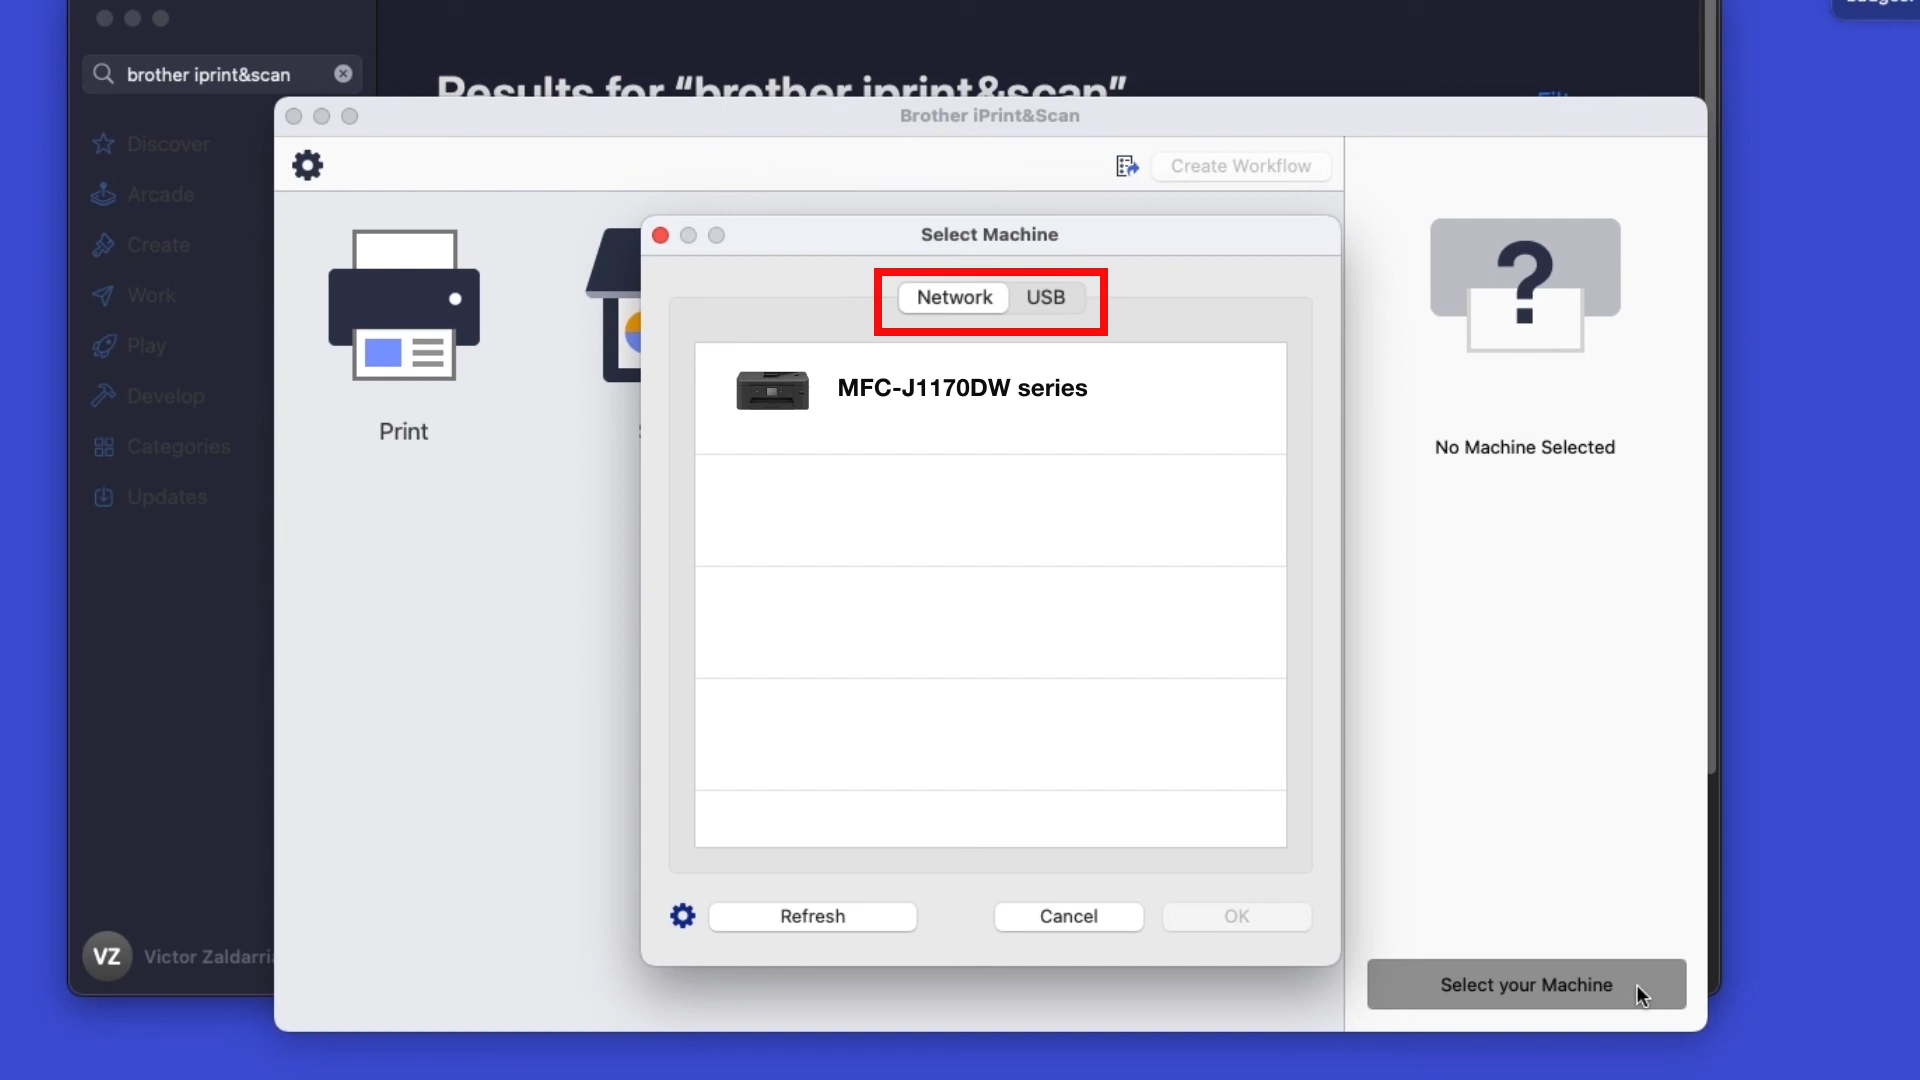 brother iprint&scan
Results for “brother iprint&scan”
Discover
Arcade
Create
Work
Play
Develop
Categories
Updates
VZ
Brother iPrint&Scan
Create Workflow
Print
Select Machine
Network
USB
MFC-J1170DW series
Refresh
Cancel
OK
No Machine Selected
Select your Machine